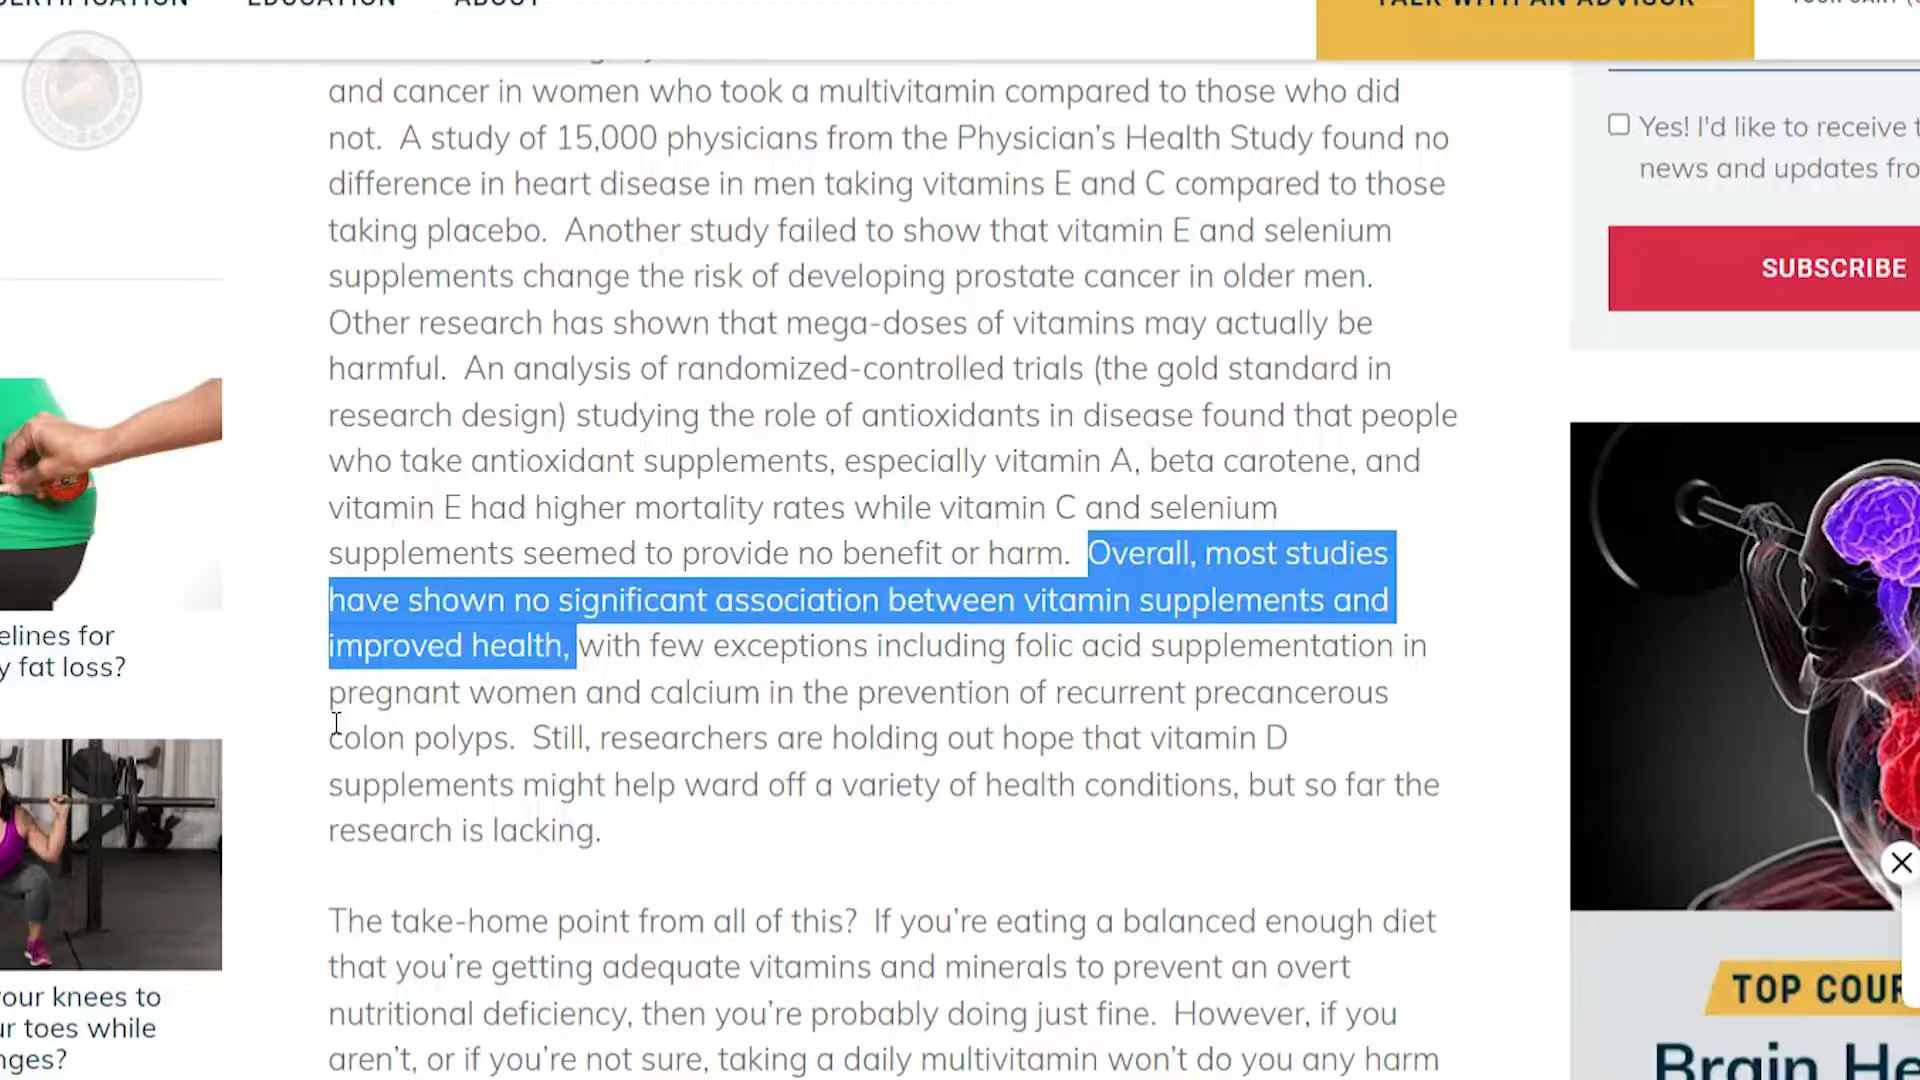 EDUCATION
ABOUT
TALK WITH AN ADVISOR
YOUR CART
and cancer in women who took a multivitamin compared to those who did
not. A study of 15,000 physicians from the Physician’s Health Study found no
difference in heart disease in men taking vitamins E and C compared to those
taking placebo. Another study failed to show that vitamin E and selenium
supplements change the risk of developing prostate cancer in older men.
Other research has shown that mega-doses of vitamins may actually be
harmful. An analysis of randomized-controlled trials (the gold standard in
research design) studying the role of antioxidants in disease found that people
who take antioxidant supplements, especially vitamin A, beta carotene, and
vitamin E had higher mortality rates while vitamin C and selenium
supplements seemed to provide no benefit or harm. Overall, most studies
have shown no significant association between vitamin supplements and
improved health, with few exceptions including folic acid supplementation in
pregnant women and calcium in the prevention of recurrent precancerous
colon polyps. Still, researchers are holding out hope that vitamin D
supplements might help ward off a variety of health conditions, but so far the
research is lacking.
The take-home point from all of this? If you’re eating a balanced enough diet
that you’re getting adequate vitamins and minerals to prevent an overt
nutritional deficiency, then you’re probably doing just fine. However, if you
aren’t, or if you’re not sure, taking a daily multivitamin won’t do you any harm
elines for
y fat loss?
our knees to
ur toes while
nges?
Yes! I'd like to receive t
news and updates fro
SUBSCRIBE
TOP COUR
Brain He